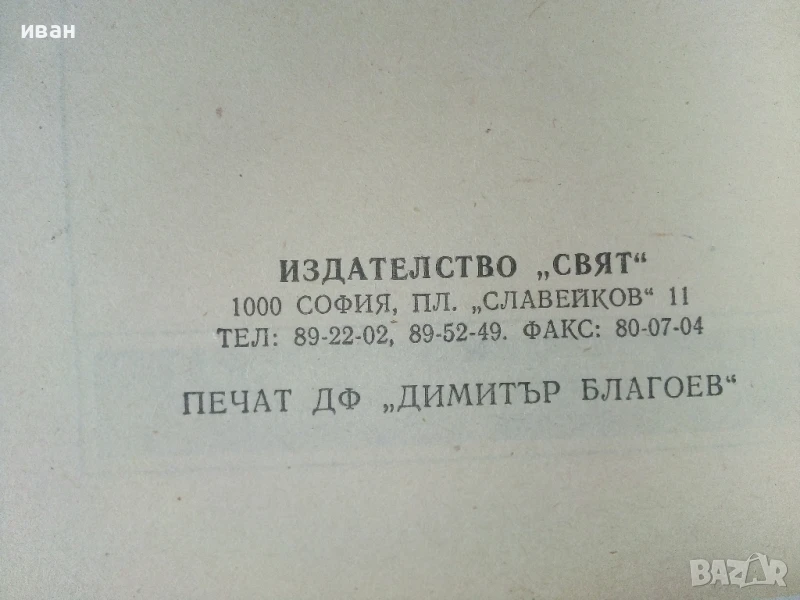 иван
ИЗДАТЕЛСТВО „СВЯТ“
1000 СОФИЯ, ПЛ. „СЛАВЕЙКОВ“ 11
ТЕЛ: 89-22-02, 89-52-49. ФАКС: 80-07-04
ПЕЧАТ ДФ „ДИМИТЪР БЛАГОЕВ“
BAZAR